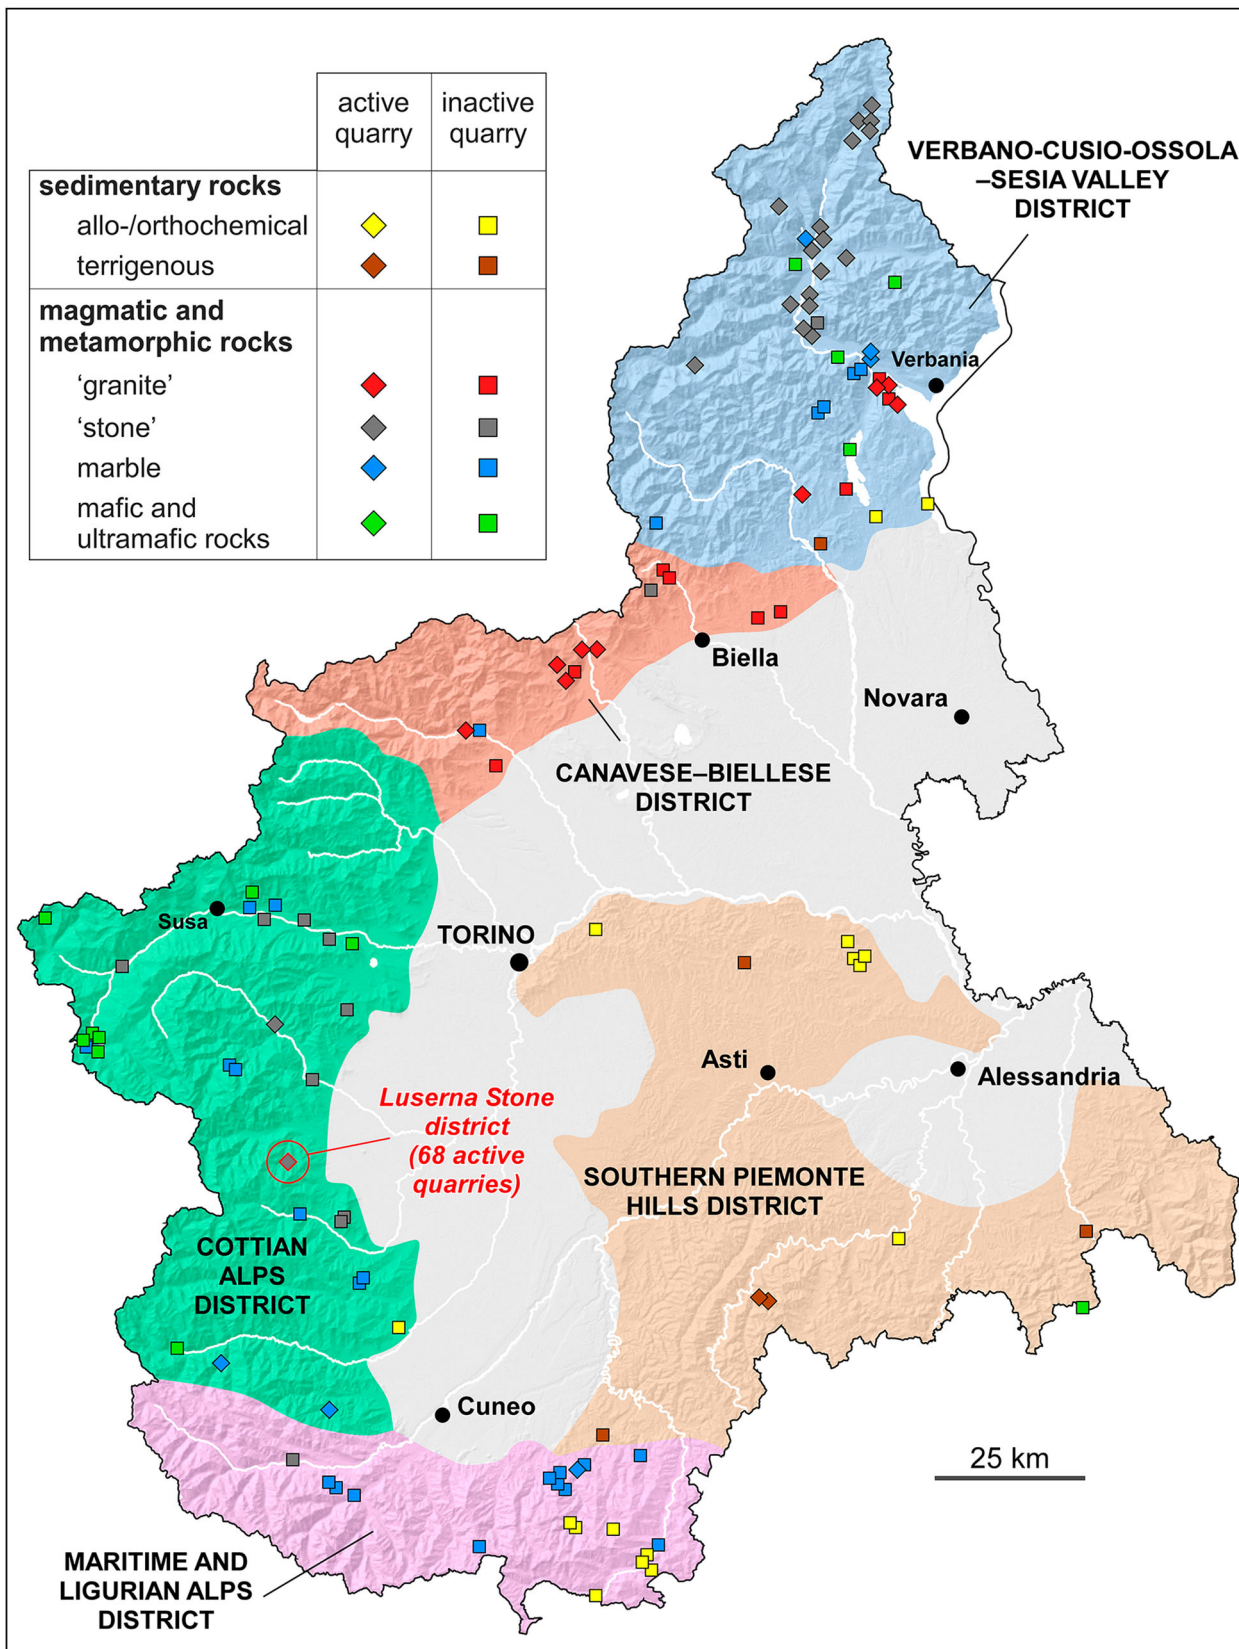 active
quarry
inactive
quarry
sedimentary rocks
allo-/orthochemical
terrigenous
magmatic and
metamorphic rocks
‘granite’
‘stone’
marble
mafic and
ultramafic rocks
VERBANO-CUSIO-OSSOLA
–SESIA VALLEY
DISTRICT
Verbania
Biella
Novara
CANAVESE–BIELLESE
DISTRICT
Susa
TORINO
Asti
Alessandria
Luserna Stone
district
(68 active
quarries)
SOUTHERN PIEMONTE
HILLS DISTRICT
COTTIAN
ALPS
DISTRICT
Cuneo
25 km
MARITIME AND
LIGURIAN ALPS
DISTRICT